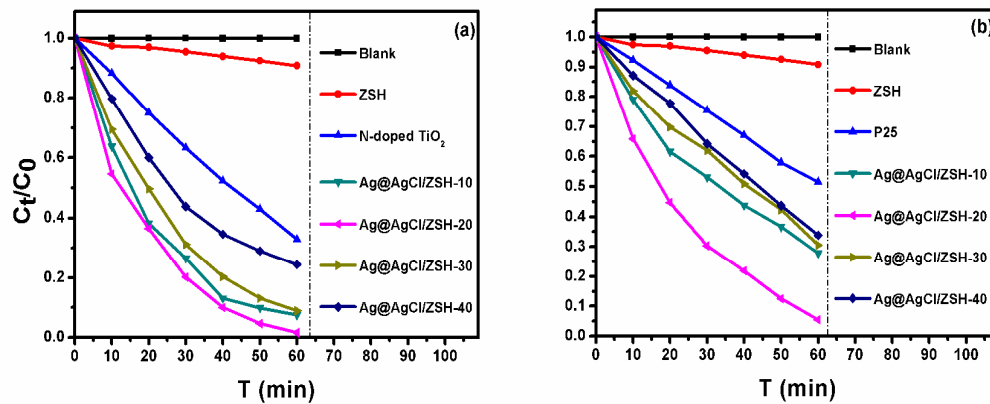 (a)
Ct/C0
1.0
0.8
0.6
0.4
0.2
0.0
0 10 20 30 40 50 60 70 80 90 100
T (min)
Blank
ZSH
N-doped TiO2
Ag@AgCl/ZSH-10
Ag@AgCl/ZSH-20
Ag@AgCl/ZSH-30
Ag@AgCl/ZSH-40
(b)
1.0
0.9
0.8
0.7
0.6
0.5
0.4
0.3
0.2
0.1
0.0
0 10 20 30 40 50 60 70 80 90 100
T (min)
Blank
ZSH
P25
Ag@AgCl/ZSH-10
Ag@AgCl/ZSH-20
Ag@AgCl/ZSH-30
Ag@AgCl/ZSH-40